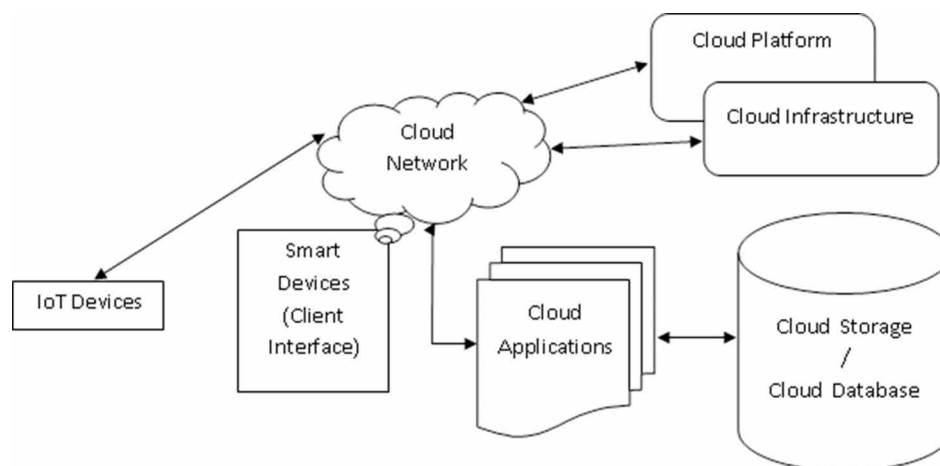 Cloud Platform
Cloud Infrastructure
Cloud
Network
Smart
Devices
(Client
Interface)
IoT Devices
Cloud
Applications
Cloud Storage
/
Cloud Database